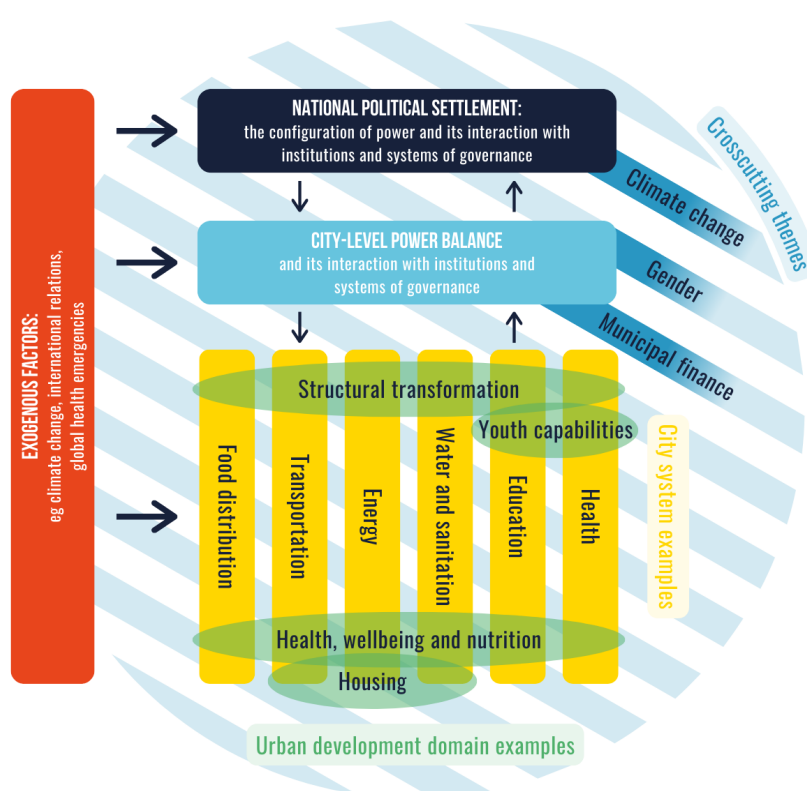 EXOGENOUS FACTORS:
eg climate change, international relations,
global health emergencies
NATIONAL POLITICAL SETTLEMENT:
the configuration of power and its interaction with
institutions and systems of governance
CITY-LEVEL POWER BALANCE
and its interaction with institutions and
systems of governance
Crosscutting themes
Climate change
Gender
Municipal finance
Structural transformation
Youth capabilities
Food distribution
Transportation
Energy
Water and sanitation
Education
Health
City system examples
Health, wellbeing and nutrition
Housing
Urban development domain examples